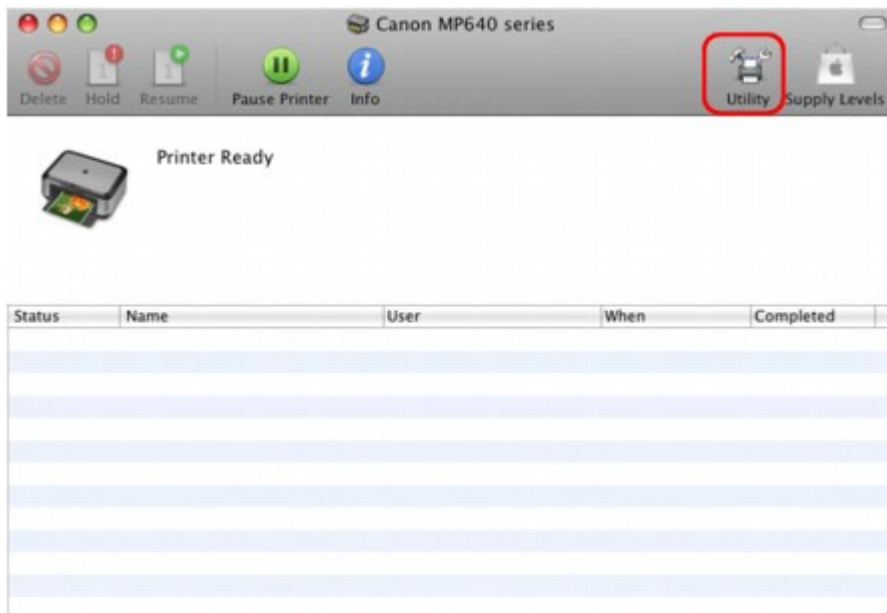 Canon MP640 series
Delete Hold Resume Pause Printer Info Utility Supply Levels
Printer Ready
Status Name User When Completed